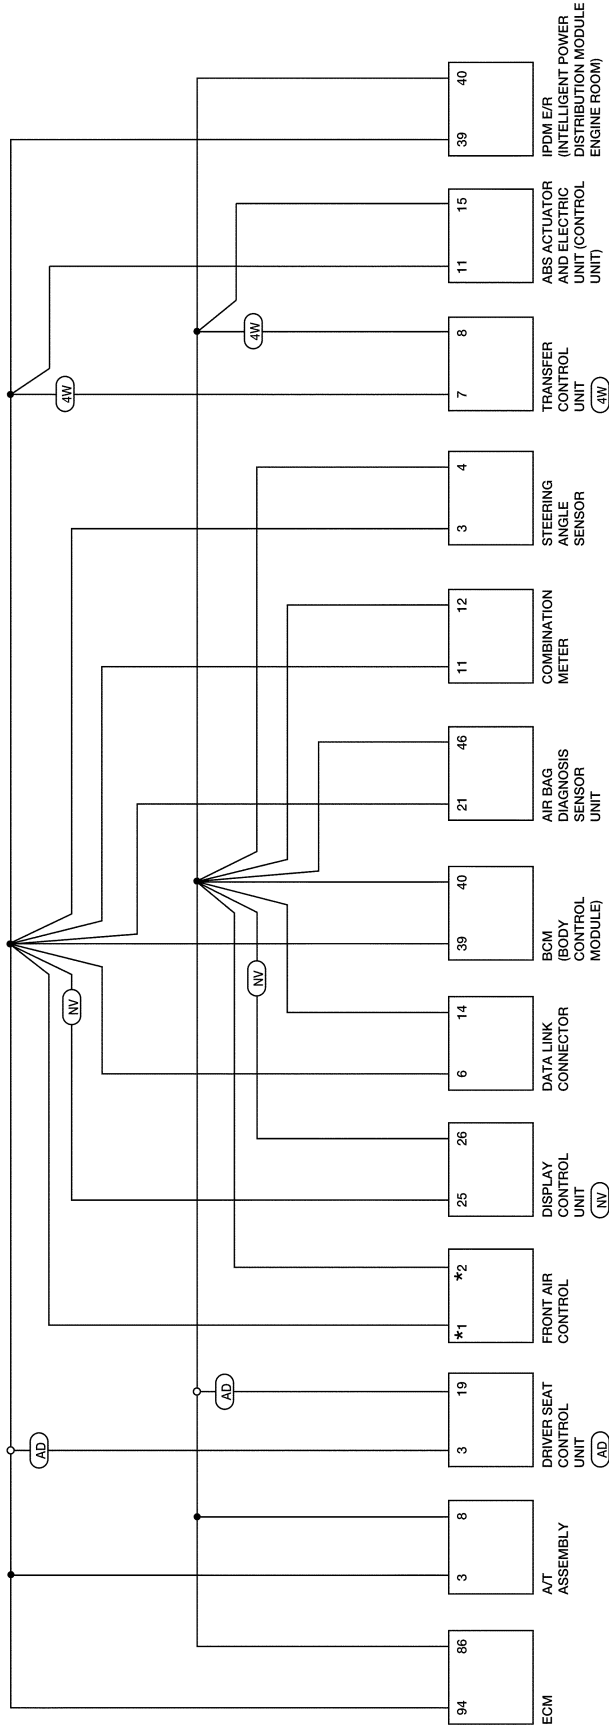 AD
NV
4W
AD
NV
4W
94 86
ECM
3 8
A/T
ASSEMBLY
3 19
DRIVER SEAT
CONTROL
UNIT
AD
*1 *2
FRONT AIR
CONTROL
25 26
DISPLAY
CONTROL
UNIT
NV
6 14
DATA LINK
CONNECTOR
39 40
BCM
(BODY
CONTROL
MODULE)
21 46
AIR BAG
DIAGNOSIS
SENSOR
UNIT
11 12
COMBINATION
METER
3 4
STEERING
ANGLE
SENSOR
7 8
TRANSFER
CONTROL
UNIT
4W
11 15
ABS ACTUATOR
AND ELECTRIC
UNIT (CONTROL
UNIT)
39 40
IPDM E/R
(INTELLIGENT POWER
DISTRIBUTION MODULE
ENGINE ROOM)